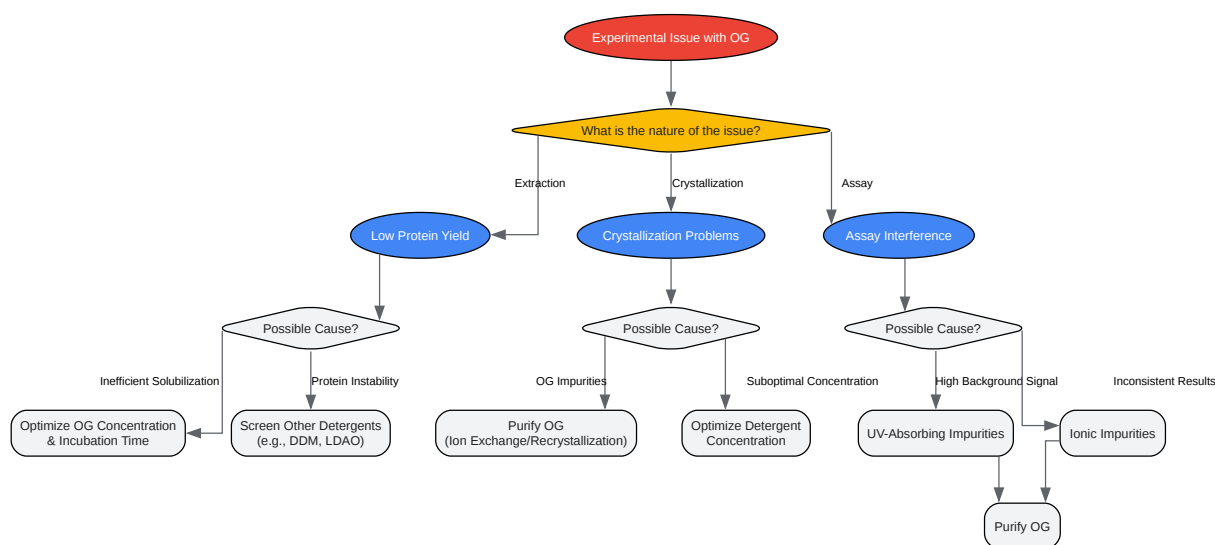 Experimental Issue with OG
What is the nature of the issue?
Extraction
Crystallization
Assay
Low Protein Yield
Crystallization Problems
Assay Interference
Possible Cause?
Possible Cause?
Possible Cause?
Inefficient Solubilization
Protein Instability
OG Impurities
Suboptimal Concentration
High Background Signal
Inconsistent Results
Optimize OG Concentration
& Incubation Time
Screen Other Detergents
(e.g., DDM, LDAO)
Purify OG
(Ion Exchange/Recrystallization)
Optimize Detergent
Concentration
UV-Absorbing Impurities
Ionic Impurities
Purify OG